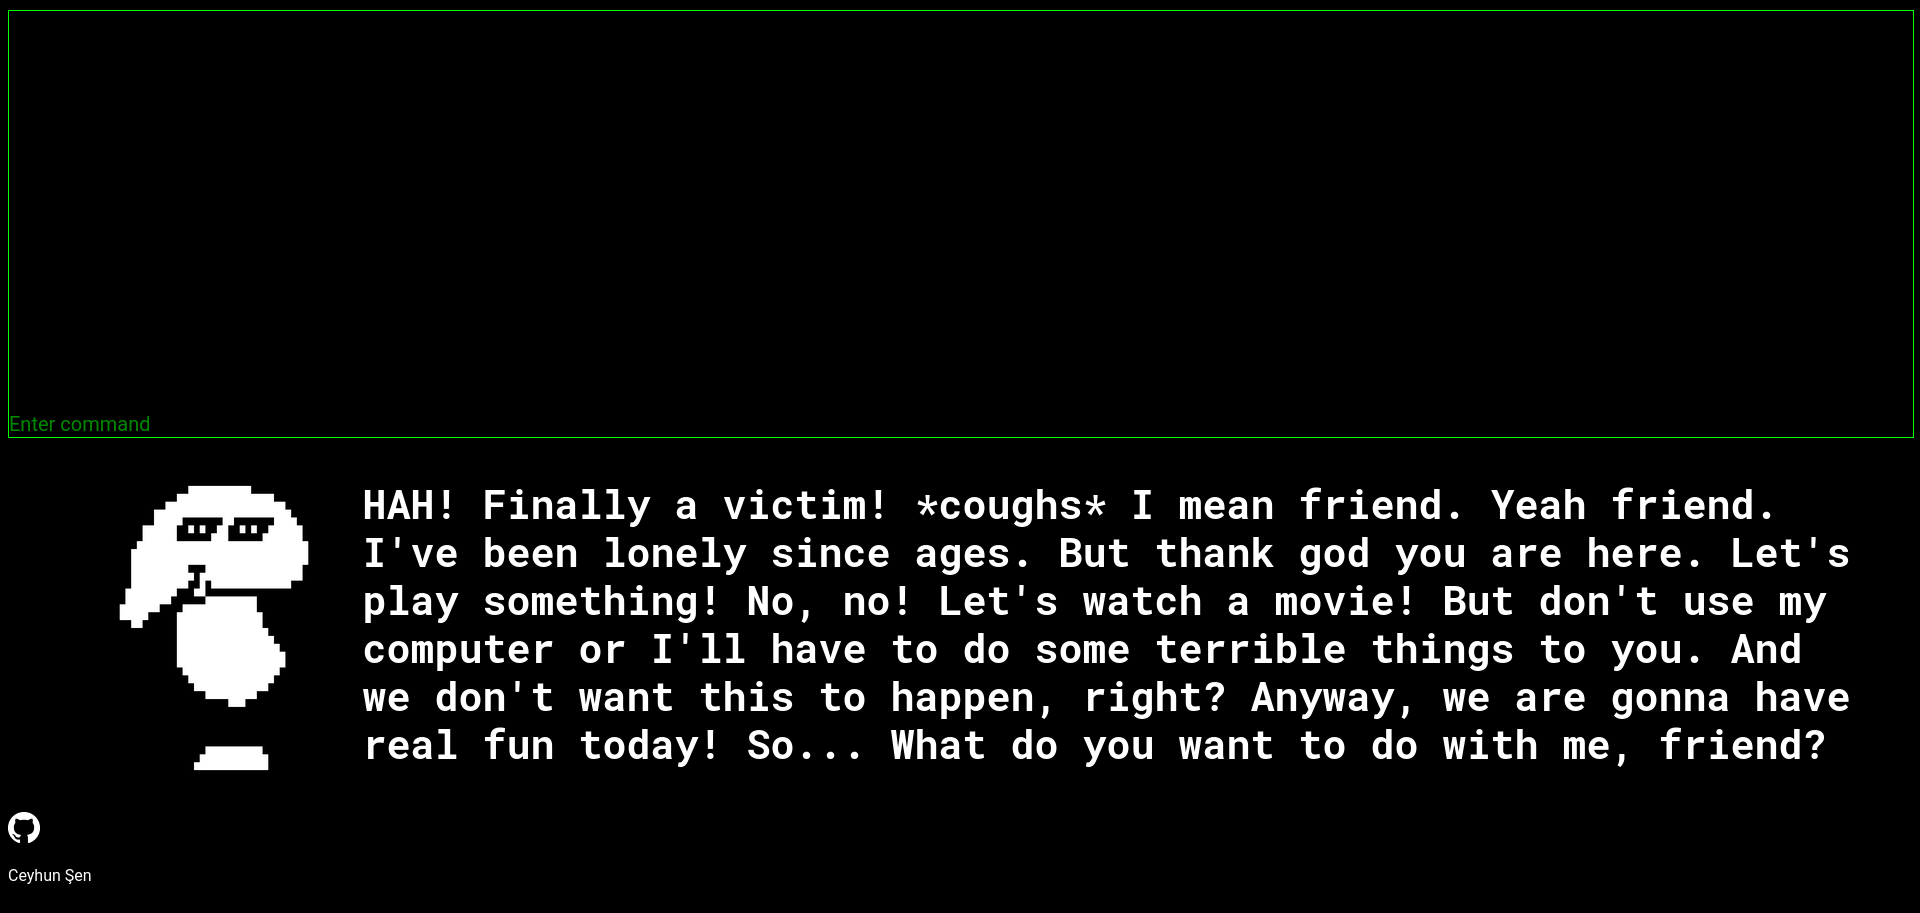 Enter command
HAH! Finally a victim! *coughs* I mean friend. Yeah friend.
I've been lonely since ages. But thank god you are here. Let's
play something! No, no! Let's watch a movie! But don't use my
computer or I'll have to do some terrible things to you. And
we don't want this to happen, right? Anyway, we are gonna have
real fun today! So... What do you want to do with me, friend?
Ceyhun Şen